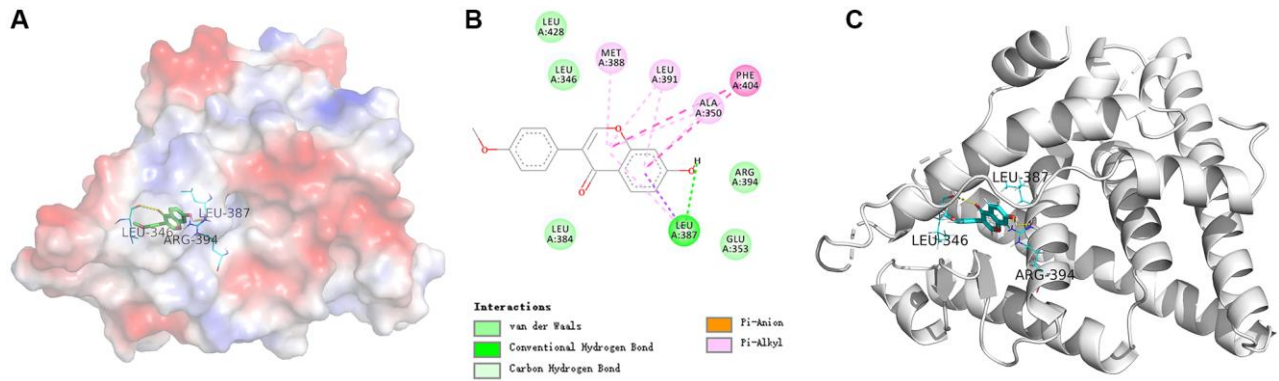 A
LEU-387
LEU-346
ARG-394
B
LEU
A:428
MET
A:388
LEU
A:346
LEU
A:391
PHE
A:404
ALA
A:350
O
O
O
O
H
ARG
A:394
LEU
A:384
LEU
A:387
GLU
A:353
Interactions
van der Waals
Conventional Hydrogen Bond
Carbon Hydrogen Bond
Pi-Anion
Pi-Alkyl
C
LEU-387
LEU-346
ARG-394